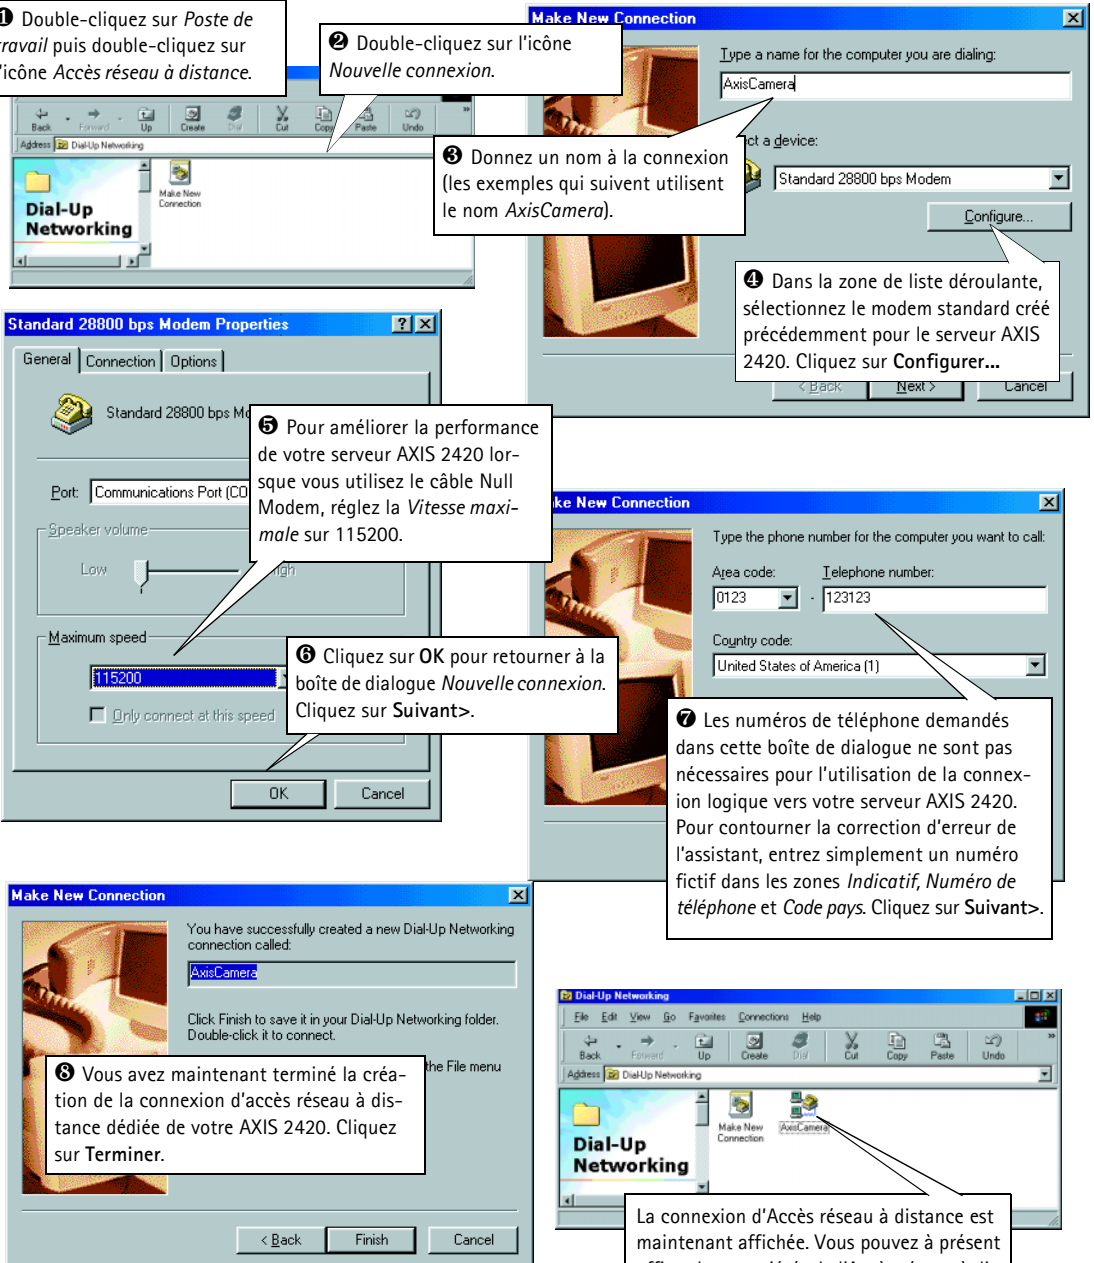 ❶ Double-cliquez sur Poste de
travail puis double-cliquez sur
l'icône Accès réseau à distance.
❷ Double-cliquez sur l'icône
Nouvelle connexion.
Back
Forward
Up
Create
Dial
Cut
Copy
Paste
Undo
»
Address Dial-Up Networking
Dial-Up
Networking
Make New
Connection
Make New Connection
Type a name for the computer you are dialing:
AxisCamera
❸ Donnez un nom à la connexion
(les exemples qui suivent utilisent
le nom AxisCamera).
ct a device:
Standard 28800 bps Modem
Configure...
❹ Dans la zone de liste déroulante,
sélectionnez le modem standard créé
précédemment pour le serveur AXIS
2420. Cliquez sur Configurer...
< Back
Next >
Cancel
Standard 28800 bps Modem Properties
General
Connection
Options
Standard 28800 bps Mo
❺ Pour améliorer la performance
de votre serveur AXIS 2420 lor-
sque vous utilisez le câble Null
Modem, réglez la Vitesse maxi-
male sur 115200.
Port: Communications Port (CO
Speaker volume
Low
High
Maximum speed
115200
Only connect at this speed
❻ Cliquez sur OK pour retourner à la
boîte de dialogue Nouvelle connexion.
Cliquez sur Suivant>.
OK
Cancel
ke New Connection
Type the phone number for the computer you want to call:
Area code:
Telephone number:
0123
-
123123
Country code:
United States of America (1)
❼ Les numéros de téléphone demandés
dans cette boîte de dialogue ne sont pas
nécessaires pour l'utilisation de la connex-
ion logique vers votre serveur AXIS 2420.
Pour contourner la correction d'erreur de
l'assistant, entrez simplement un numéro
fictif dans les zones Indicatif, Numéro de
téléphone et Code pays. Cliquez sur Suivant>.
Make New Connection
You have successfully created a new Dial-Up Networking
connection called:
AxisCamera
Click Finish to save it in your Dial-Up Networking folder.
Double-click it to connect.
the File menu
❽ Vous avez maintenant terminé la créa-
tion de la connexion d'accès réseau à dis-
tance dédiée de votre AXIS 2420. Cliquez
sur Terminer.
< Back
Finish
Cancel
Dial-Up Networking
File Edit View Go Favorites Connections Help
Back
Forward
Up
Create
Dial
Cut
Copy
Paste
Undo
»
Address Dial-Up Networking
Dial-Up
Networking
Make New
Connection
AxisCamera
La connexion d'Accès réseau à distance est
maintenant affichée. Vous pouvez à présent